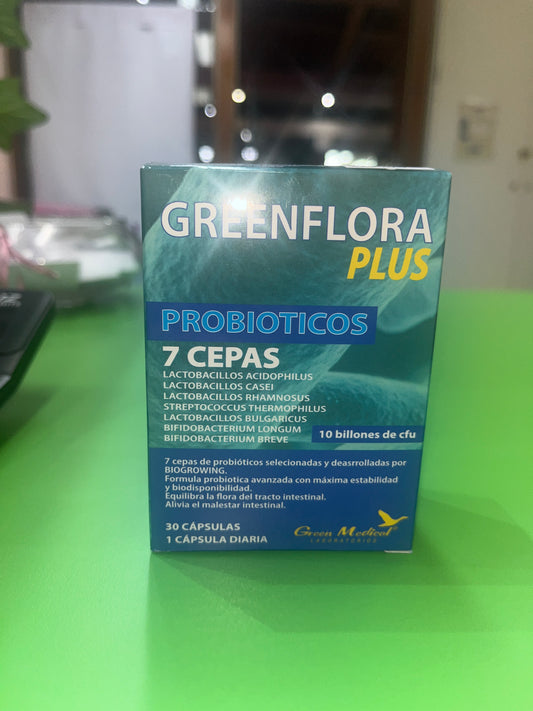 GREENFLORA
PLUS
PROBIOTICOS
7 CEPAS
LACTOBACILLOS ACIDOPHILUS
LACTOBACILLOS CASEI
LACTOBACILLOS RHAMNOSUS
STREPTOCOCCUS THERMOPHILUS
LACTOBACILLOS BULGARICUS
BIFIDOBACTERIUM LONGUM
BIFIDOBACTERIUM BREVE
10 billones de cfu
7 cepas de probióticos selecionadas y deasrrolladas por
BIOGROWING.
Formula probiotica avanzada con máxima estabilidad
y biodisponibilidad.
Equilibra la flora del tracto intestinal.
Alivia el malestar intestinal.
30 CÁPSULAS
1 CÁPSULA DIARIA
Green Medical®
LABORATORIOS